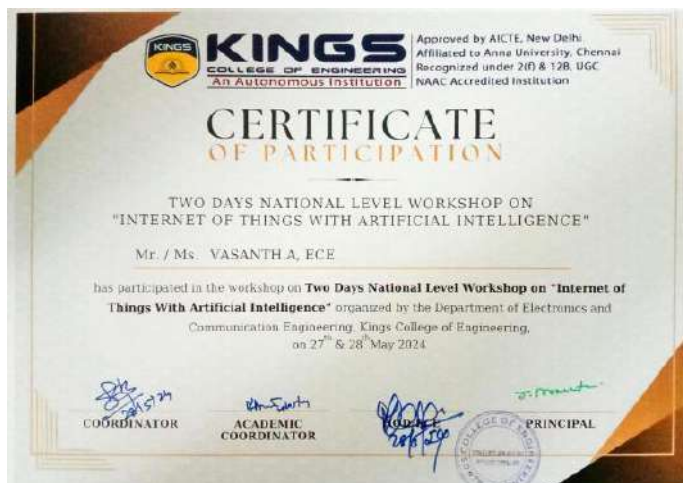 KINGS
KINGS
COLLEGE OF ENGINEERING
An Autonomous Institution
Approved by AICTE, New Delhi
Affiliated to Anna University, Chennai
Recognized under 2(f) & 12B, UGC
NAAC Accredited Institution
CERTIFICATE
OF PARTICIPATION
TWO DAYS NATIONAL LEVEL WORKSHOP ON
"INTERNET OF THINGS WITH ARTIFICIAL INTELLIGENCE"
Mr. / Ms. VASANTH A, ECE
has participated in the workshop on Two Days National Level Workshop on "Internet of
Things With Artificial Intelligence" organized by the Department of Electronics and
Communication Engineering, Kings College of Engineering,
on 27th & 28th May 2024
28/5/24
COORDINATOR
ACADEMIC
COORDINATOR
PRINCIPAL